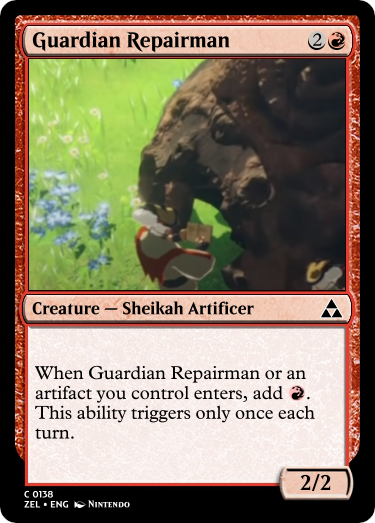 Guardian Repairman 2
Creature — Sheikah Artificer
When Guardian Repairman or an
artifact you control enters, add .
This ability triggers only once each
turn.
2/2
C 0138
ZEL • ENG Nintendo